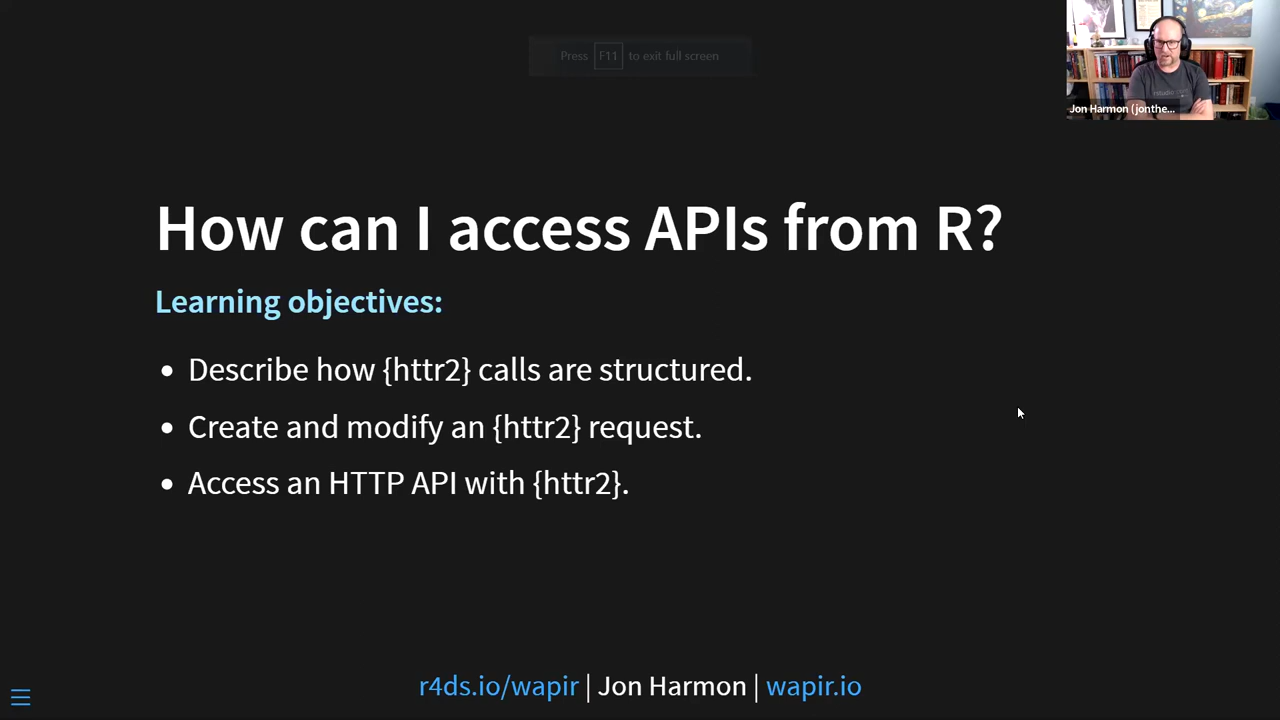 Press F11 to exit full screen
Jon Harmon (jonthe...
How can I access APIs from R?
Learning objectives:
• Describe how {httr2} calls are structured.
• Create and modify an {httr2} request.
• Access an HTTP API with {httr2}.
r4ds.io/wapir | Jon Harmon | wapir.io